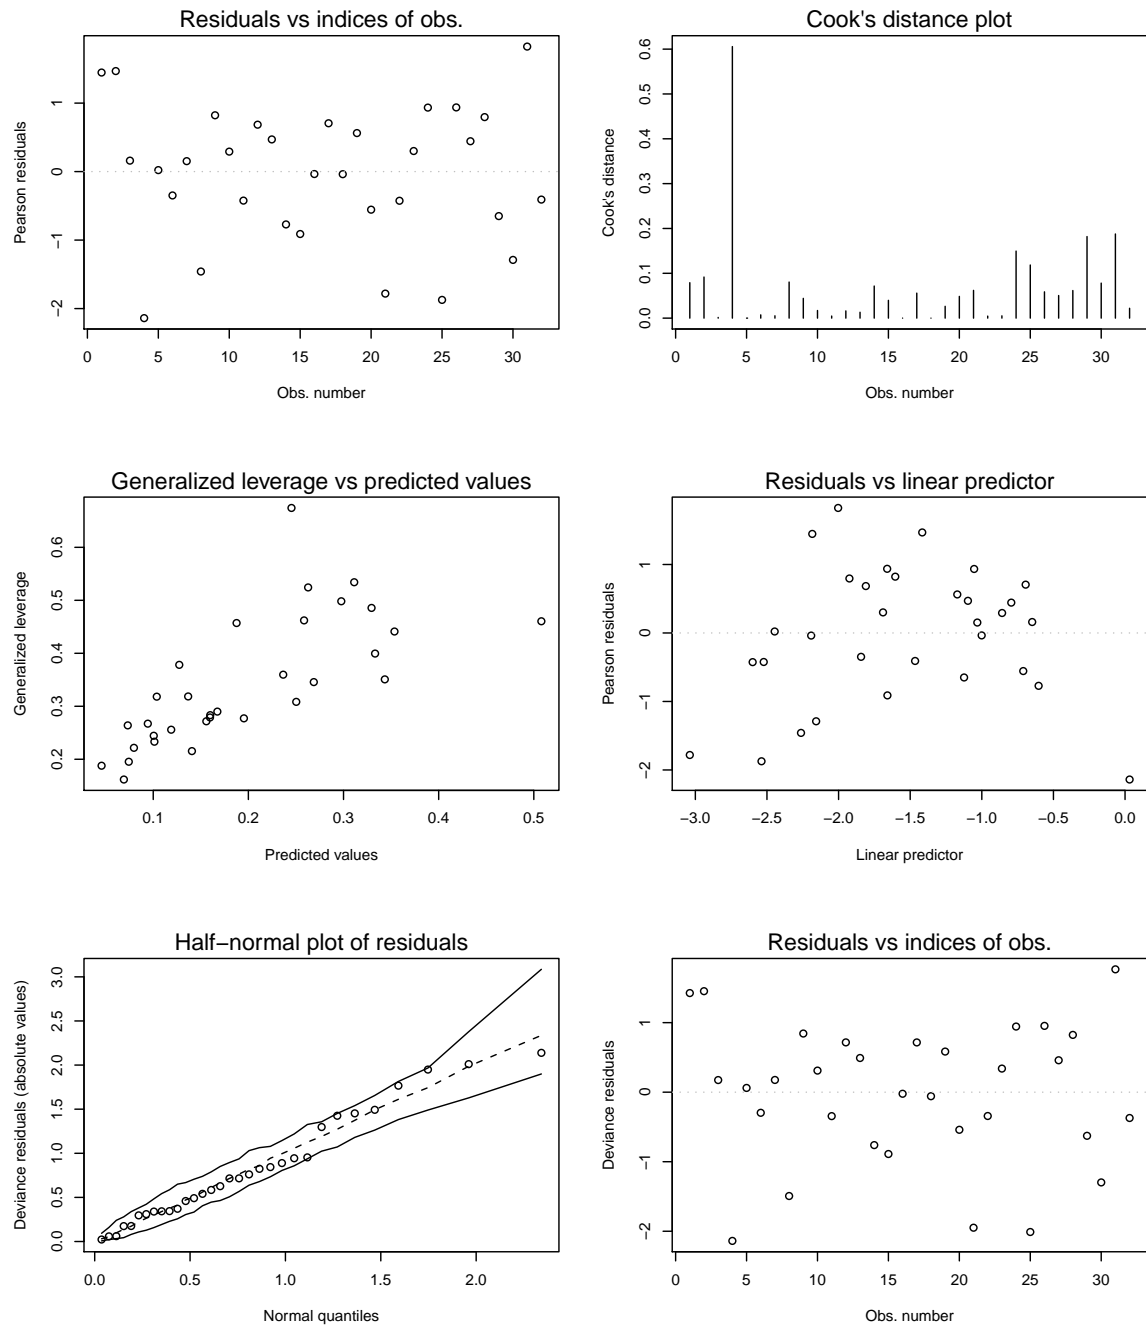 Residuals vs indices of obs.
Pearson residuals
1
0
−1
−2
0 5 10 15 20 25 30
Obs. number
Cook's distance plot
Cook's distance
0.6
0.5
0.4
0.3
0.2
0.1
0.0
0 5 10 15 20 25 30
Obs. number
Generalized leverage vs predicted values
Generalized leverage
0.6
0.5
0.4
0.3
0.2
0.1 0.2 0.3 0.4 0.5
Predicted values
Residuals vs linear predictor
Pearson residuals
1
0
−1
−2
−3.0 −2.5 −2.0 −1.5 −1.0 −0.5 0.0
Linear predictor
Half−normal plot of residuals
Deviance residuals (absolute values)
3.0
2.5
2.0
1.5
1.0
0.5
0.0
0.0 0.5 1.0 1.5 2.0
Normal quantiles
Residuals vs indices of obs.
Deviance residuals
1
0
−1
−2
0 5 10 15 20 25 30
Obs. number